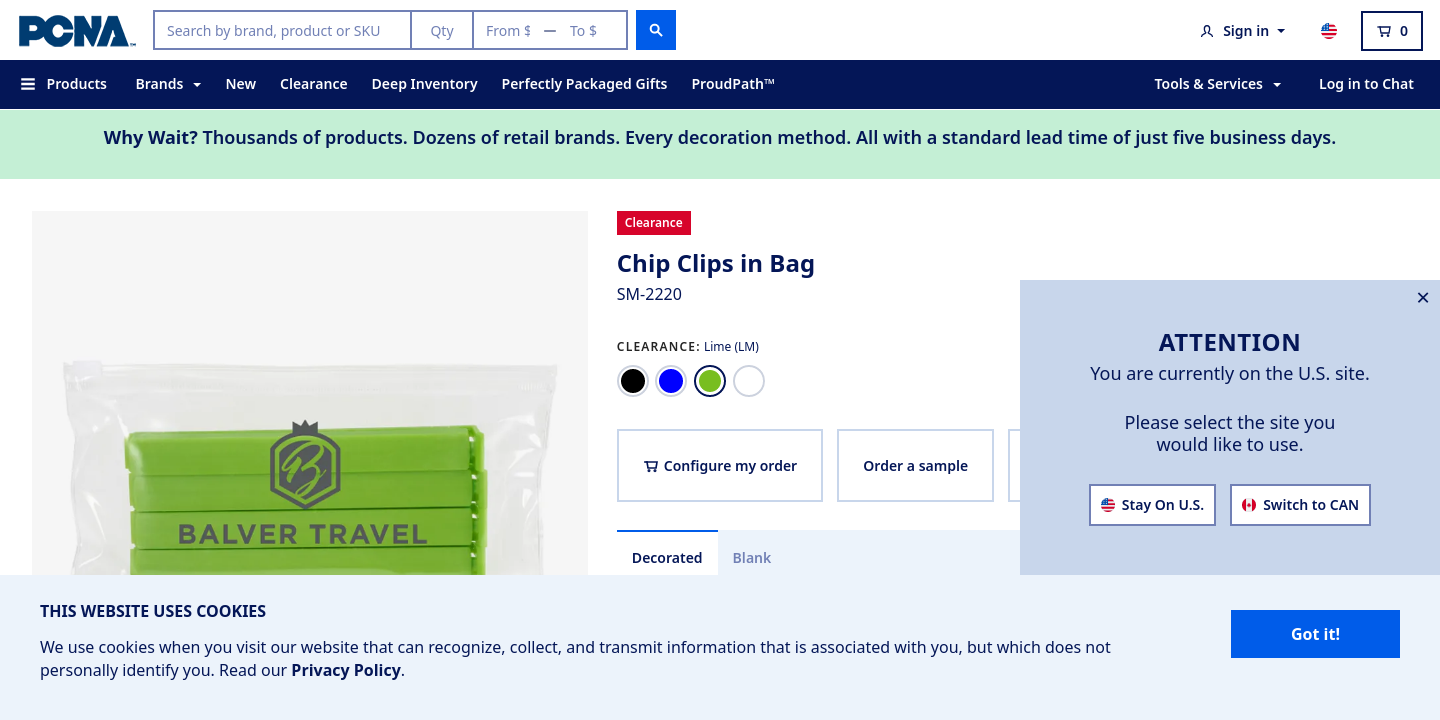 PCNA™
Search by brand, product or SKU
Qty
From $ — To $
Sign in
0
Products
Brands
New
Clearance
Deep Inventory
Perfectly Packaged Gifts
ProudPath™
Tools & Services
Log in to Chat
Why Wait? Thousands of products. Dozens of retail brands. Every decoration method. All with a standard lead time of just five business days.
Clearance
Chip Clips in Bag
SM-2220
CLEARANCE: Lime (LM)
Configure my order
Order a sample
Decorated
Blank
B
BALVER TRAVEL
ATTENTION
You are currently on the U.S. site.
Please select the site you
would like to use.
Stay On U.S.
Switch to CAN
THIS WEBSITE USES COOKIES
We use cookies when you visit our website that can recognize, collect, and transmit information that is associated with you, but which does not
personally identify you. Read our Privacy Policy.
Got it!